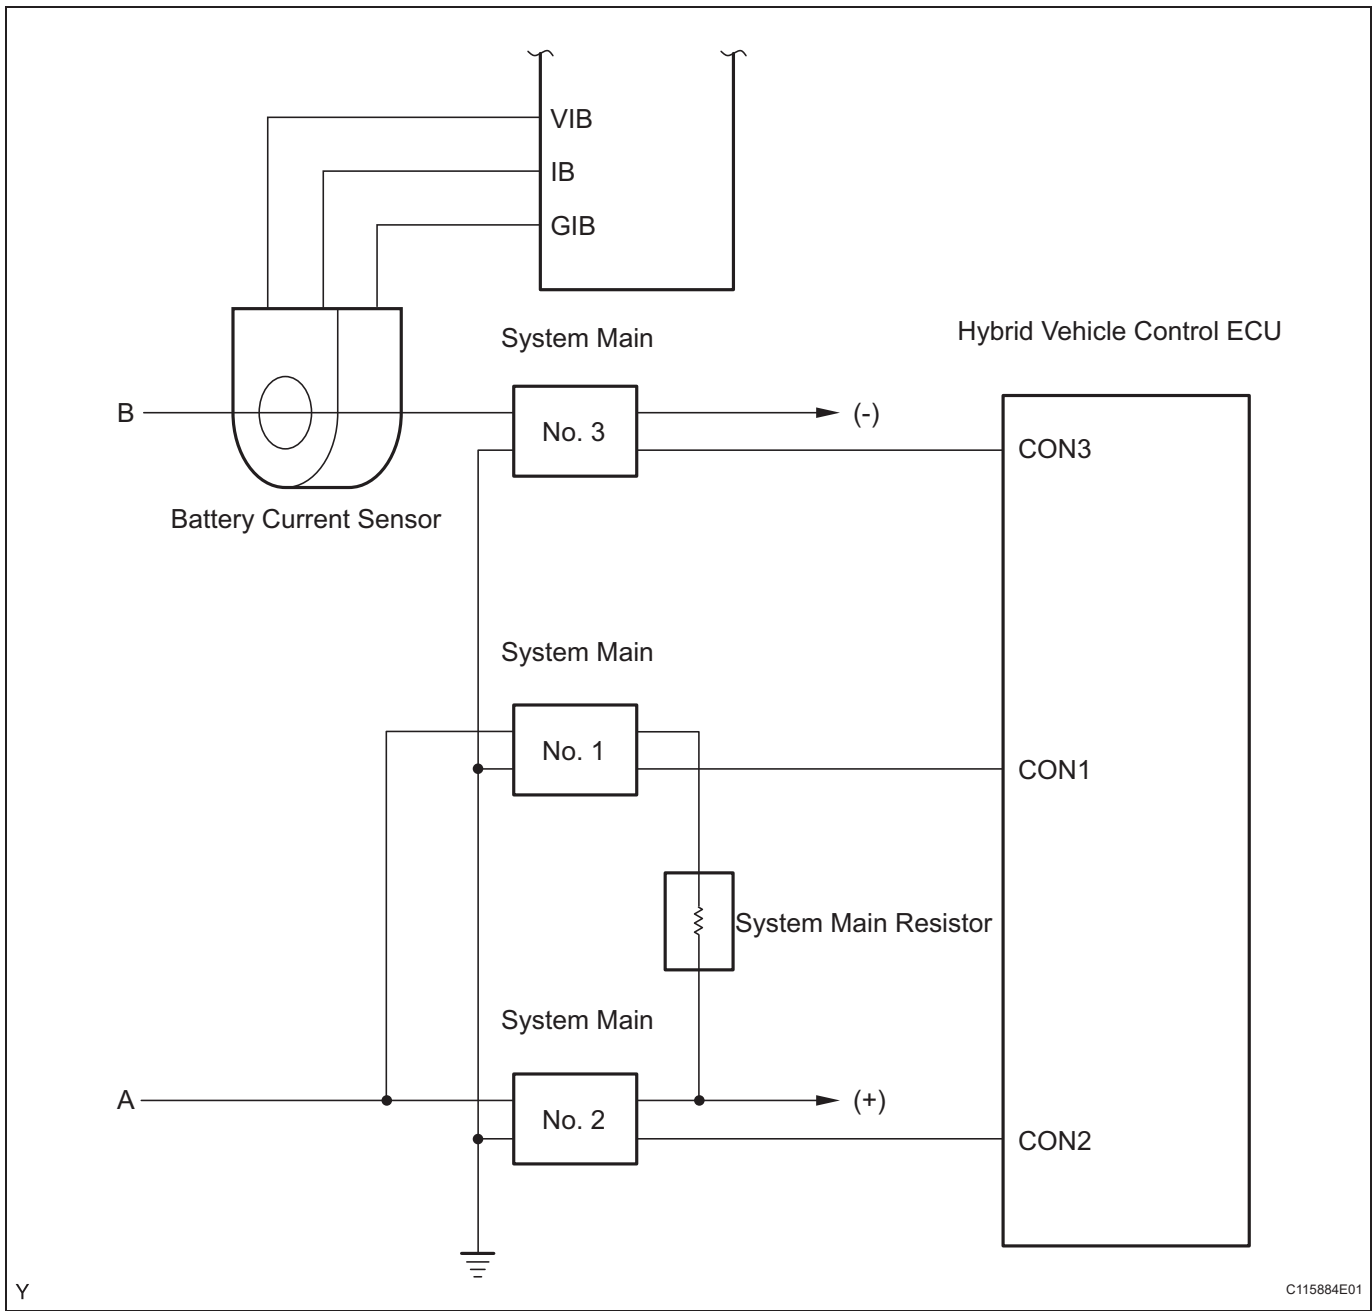 VIB
IB
GIB
System Main
Hybrid Vehicle Control ECU
B
No. 3
(-)
CON3
Battery Current Sensor
System Main
No. 1
CON1
System Main Resistor
System Main
A
No. 2
(+)
CON2
Y
C115884E01